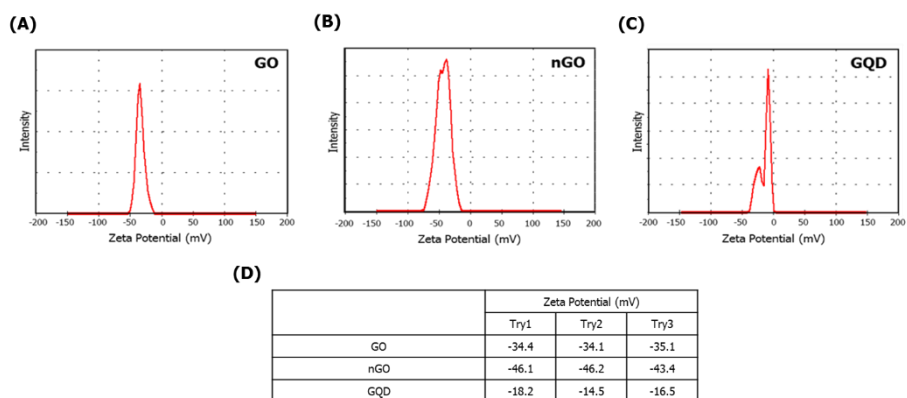 (A)
GO
Intensity
-200 -150 -100 -50 0 50 100 150 200
Zeta Potential (mV)
(B)
nGO
Intensity
-200 -150 -100 -50 0 50 100 150 200
Zeta Potential (mV)
(C)
GQD
Intensity
-200 -150 -100 -50 0 50 100 150 200
Zeta Potential (mV)
(D)
Zeta Potential (mV)
Try1 Try2 Try3
GO -34.4 -34.1 -35.1
nGO -46.1 -46.2 -43.4
GQD -18.2 -14.5 -16.5